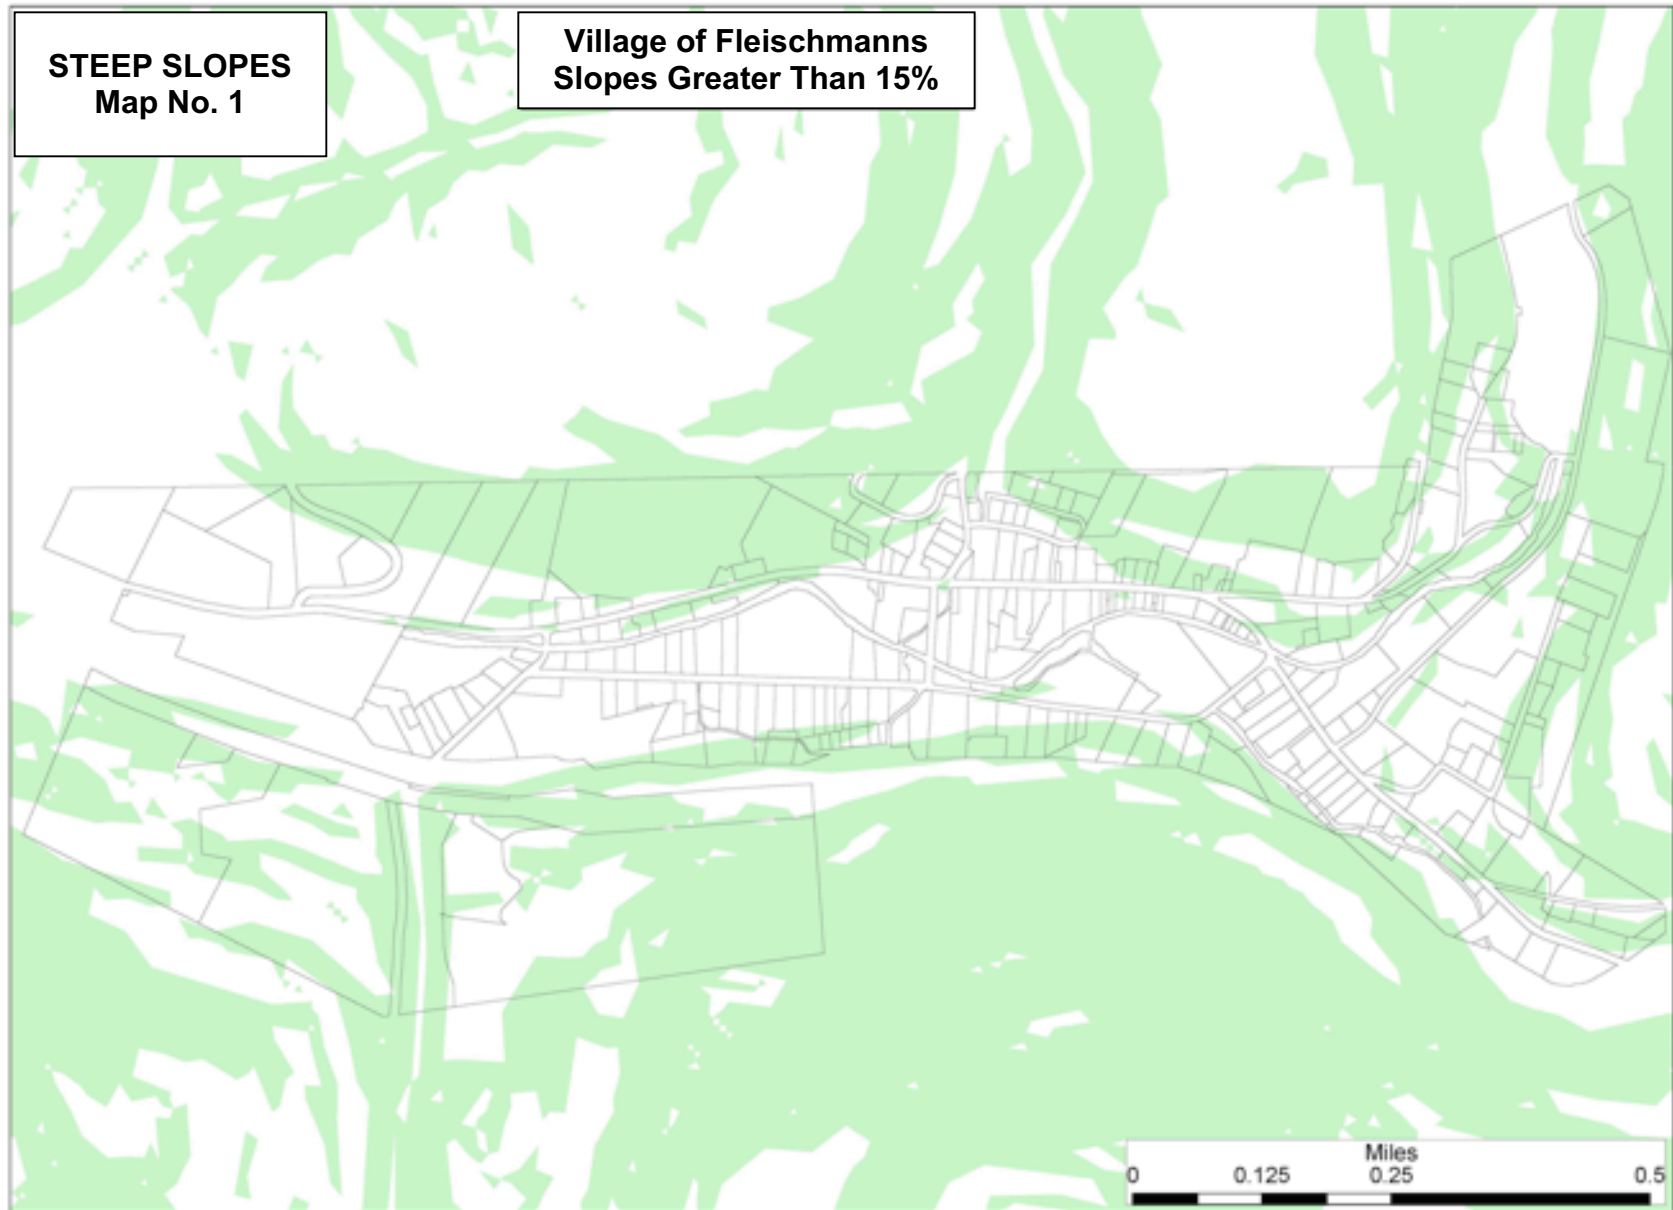 STEEP SLOPES
Map No. 1
Village of Fleischmanns
Slopes Greater Than 15%
Miles
0 0.125 0.25 0.5